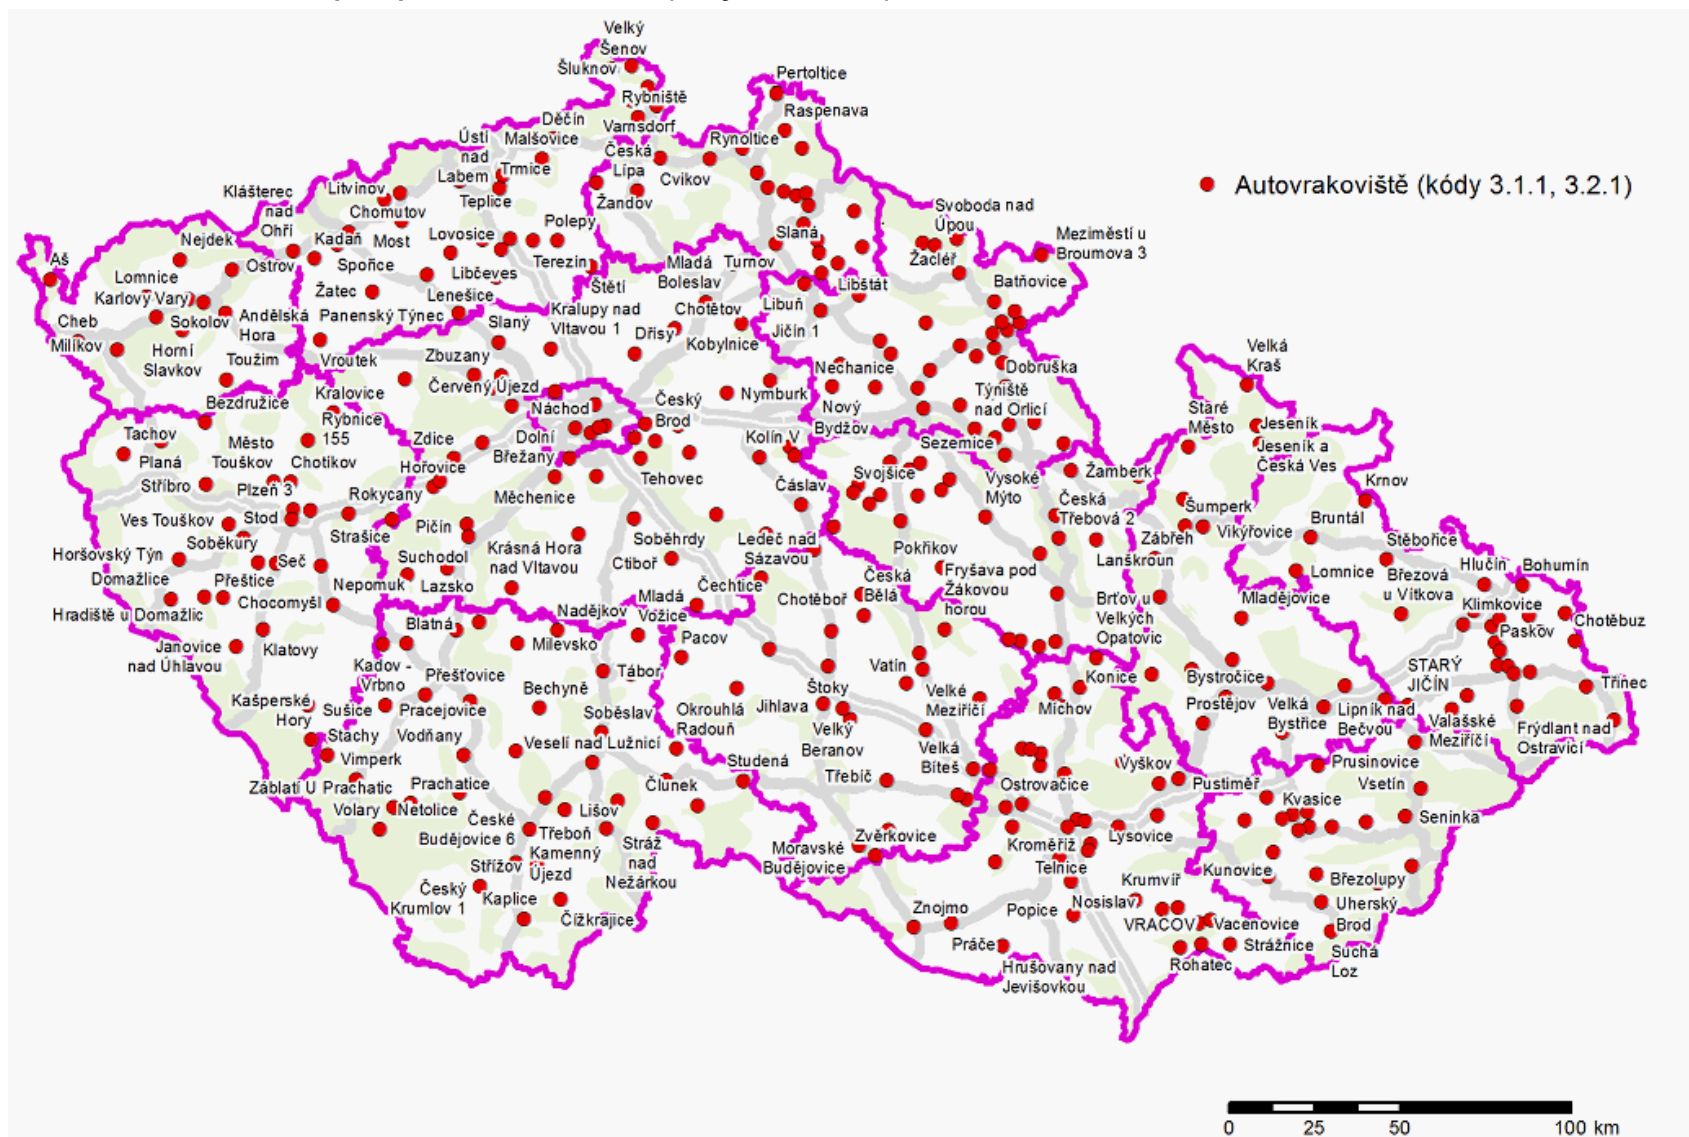 Velký
Šenov
Šluknov
Pertoltice
Rybniště
Raspenava
Děčín
Varnsdorf
Ústí
nad
Labem
Malšovice
Rynoltice
Česká
Lípa
Trmice
Cvikov
Klášterec
nad
Ohří
Litvínov
Teplice
Žandov
Autovrakoviště (kódy 3.1.1, 3.2.1)
Chomutov
Svoboda nad
Úpou
Polepy
Nejdek
Kadaň
Most
Lovosice
Slaná
Meziměstí u
Broumova 3
Aš
Ostrov
Spořice
Libčeves
Terezín
Mladá
Boleslav
Turnov
Žacléř
Lomnice
Štětí
Libštát
Batňovice
Karlovy Vary
Žatec
Lenešice
Chotětov
Libuň
Cheb
Sokolov
Andělská
Hora
Panenský Týnec
Slaný
Kralupy nad
Vltavou 1
Dřísy
Jičín 1
Milíkov
Horní
Slavkov
Toužim
Vroutek
Zbuzany
Kobylnice
Velká
Kraš
Nechanice
Dobruška
Bezdružice
Kralovice
Červený Újezd
Nymburk
Nový
Bydžov
Týniště
nad Orlicí
Náchod
Český
Brod
Staré
Město
Rybnice
155
Jeseník
Tachov
Město
Touškov
Chotíkov
Zdice
Dolní
Břežany
Kolín V
Sezemice
Jeseník a
Česká Ves
Planá
Hořovice
Tehovec
Svojšice
Vysoké
Mýto
Žamberk
Krnov
Stříbro
Plzeň 3
Rokycany
Měchenice
Čáslav
Česká
Třebová 2
Šumperk
Bruntál
Ves Touškov
Stod
Strašice
Pičín
Vikýřovice
Soběkury
Soběhrdy
Ledeč nad
Sázavou
Zábřeh
Stěbořice
Horšovský Týn
Seč
Suchodol
Krásná Hora
nad Vltavou
Ctiboř
Pokřikov
Lanškroun
Hlučín
Bohumín
Domažlice
Přeštice
Nepomuk
Lazsko
Čechtice
Česká
Bělá
Fryšava pod
Žákovou
horou
Lomnice
Březová
u Vítkova
Hradiště u Domažlic
Chocomyšl
Nadějkov
Mladá
Vožice
Chotěboř
Brťov u
Velkých
Opatovic
Mladějovice
Klimkovice
Chotěbuz
Blatná
Paskov
Janovice
nad Úhlavou
Klatovy
Milevsko
Pacov
Kadov -
Vrbno
Přešťovice
Tábor
Vatín
Konice
Bystročice
STARÝ
JIČÍN
Třinec
Kašperské
Hory
Sušice
Pracejovice
Bechyně
Soběslav
Okrouhlá
Radouň
Jihlava
Štoky
Velké
Meziříčí
Míchov
Prostějov
Velká
Bystřice
Lipník nad
Bečvou
Valašské
Meziříčí
Frýdlant nad
Ostravicí
Stachy
Vodňany
Veselí nad Lužnicí
Velký
Beranov
Vimperk
Studená
Velká
Bíteš
Vyškov
Prusinovice
Záblatí U Prachatic
Prachatice
Člunek
Třebíč
Ostrovačice
Pustiměř
Vsetín
Volary
Netolice
Lišov
Kvasice
Seninka
České
Budějovice 6
Třeboň
Zvěrkovice
Lysovice
Střížov
Kamenný
Újezd
Stráž
nad
Nežárkou
Moravské
Budějovice
Kroměříž
Telnice
Kunovice
Český
Krumlov 1
Kaplice
Krumvíř
Březolupy
Čížkrajice
Znojmo
Popice
Nosislav
VRACOV
Vacenovice
Uherský
Brod
Práče
Strážnice
Rohatec
Suchá
Loz
Hrušovany nad
Jevišovkou
0 25 50 100 km